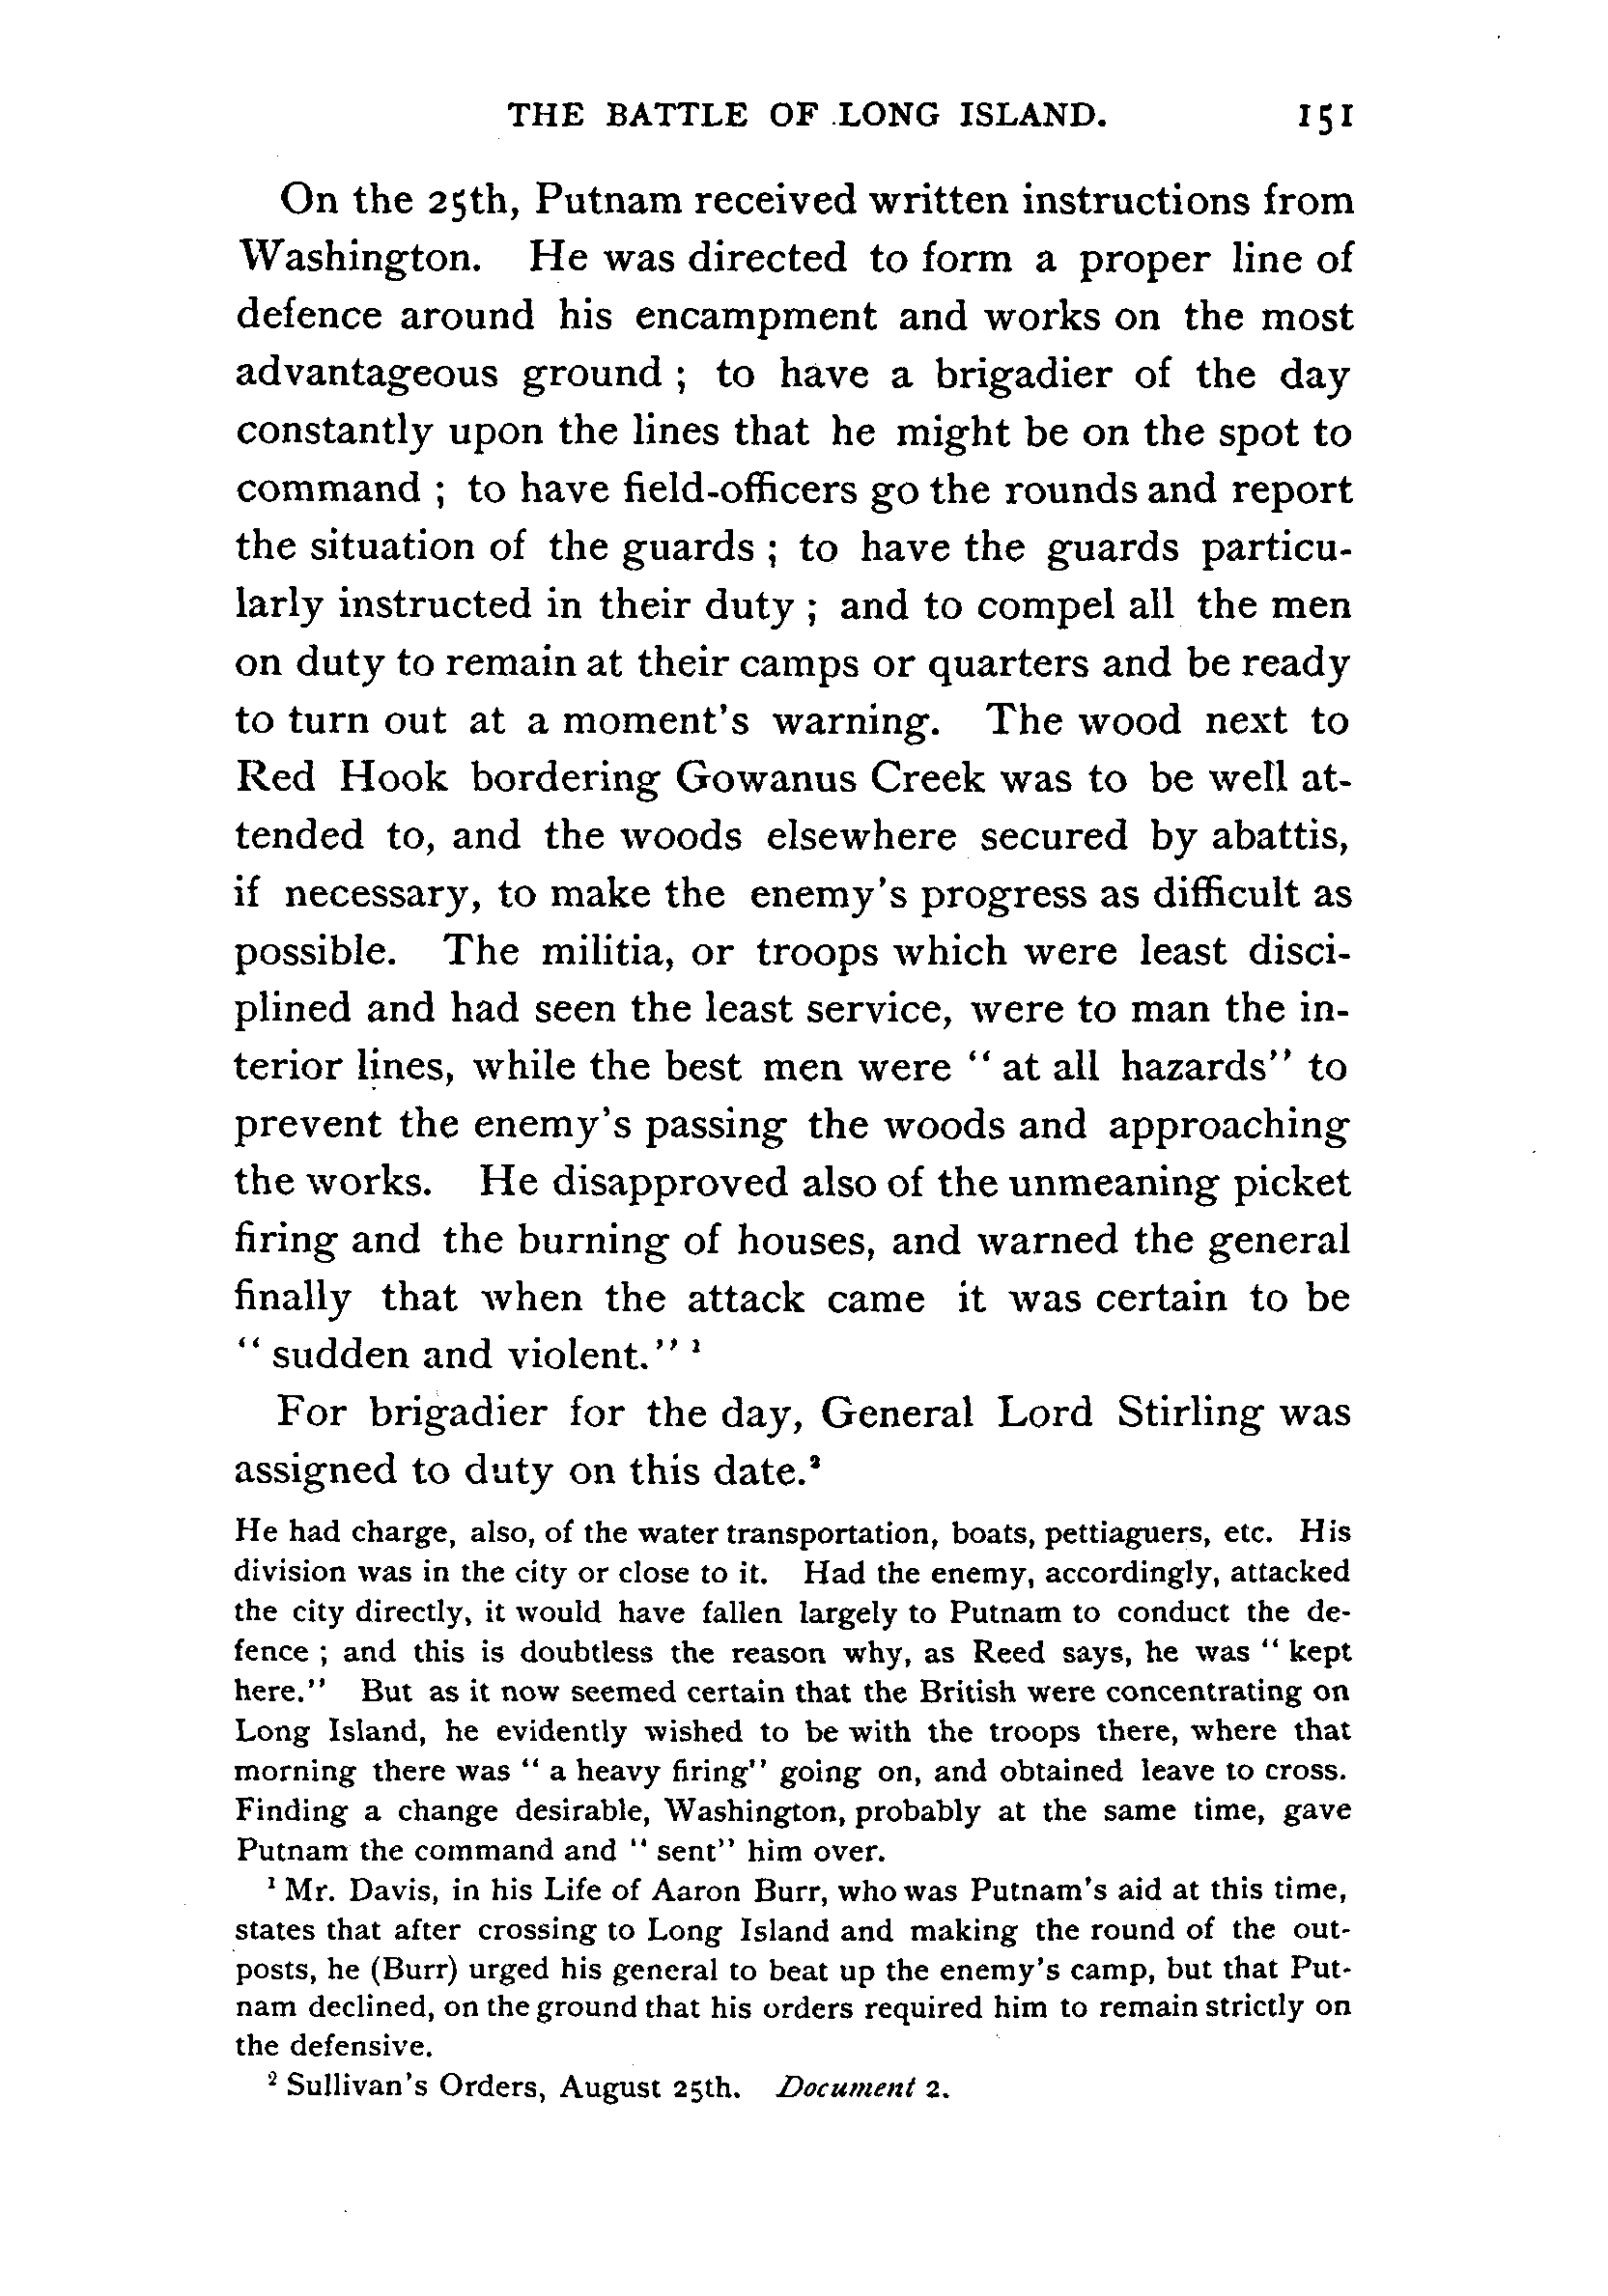 THE BATTLE OF LONG ISLAND. 151
On the 25th, Putnam received written instructions from
Washington. He was directed to form a proper line of
defence around his encampment and works on the most
advantageous ground ; to have a brigadier of the day
constantly upon the lines that he might be on the spot to
command ; to have field-officers go the rounds and report
the situation of the guards ; to have the guards particu-
larly instructed in their duty ; and to compel all the men
on duty to remain at their camps or quarters and be ready
to turn out at a moment's warning. The wood next to
Red Hook bordering Gowanus Creek was to be well at-
tended to, and the woods elsewhere secured by abattis,
if necessary, to make the enemy's progress as difficult as
possible. The militia, or troops which were least disci-
plined and had seen the least service, were to man the in-
terior lines, while the best men were "at all hazards" to
prevent the enemy's passing the woods and approaching
the works. He disapproved also of the unmeaning picket
firing and the burning of houses, and warned the general
finally that when the attack came it was certain to be
"sudden and violent." ¹
For brigadier for the day, General Lord Stirling was
assigned to duty on this date.²
He had charge, also, of the water transportation, boats, pettiaguers, etc. His
division was in the city or close to it. Had the enemy, accordingly, attacked
the city directly, it would have fallen largely to Putnam to conduct the de-
fence ; and this is doubtless the reason why, as Reed says, he was "kept
here." But as it now seemed certain that the British were concentrating on
Long Island, he evidently wished to be with the troops there, where that
morning there was "a heavy firing" going on, and obtained leave to cross.
Finding a change desirable, Washington, probably at the same time, gave
Putnam the command and "sent" him over.
¹ Mr. Davis, in his Life of Aaron Burr, who was Putnam's aid at this time,
states that after crossing to Long Island and making the round of the out-
posts, he (Burr) urged his general to beat up the enemy's camp, but that Put-
nam declined, on the ground that his orders required him to remain strictly on
the defensive.
² Sullivan's Orders, August 25th. Document 2.